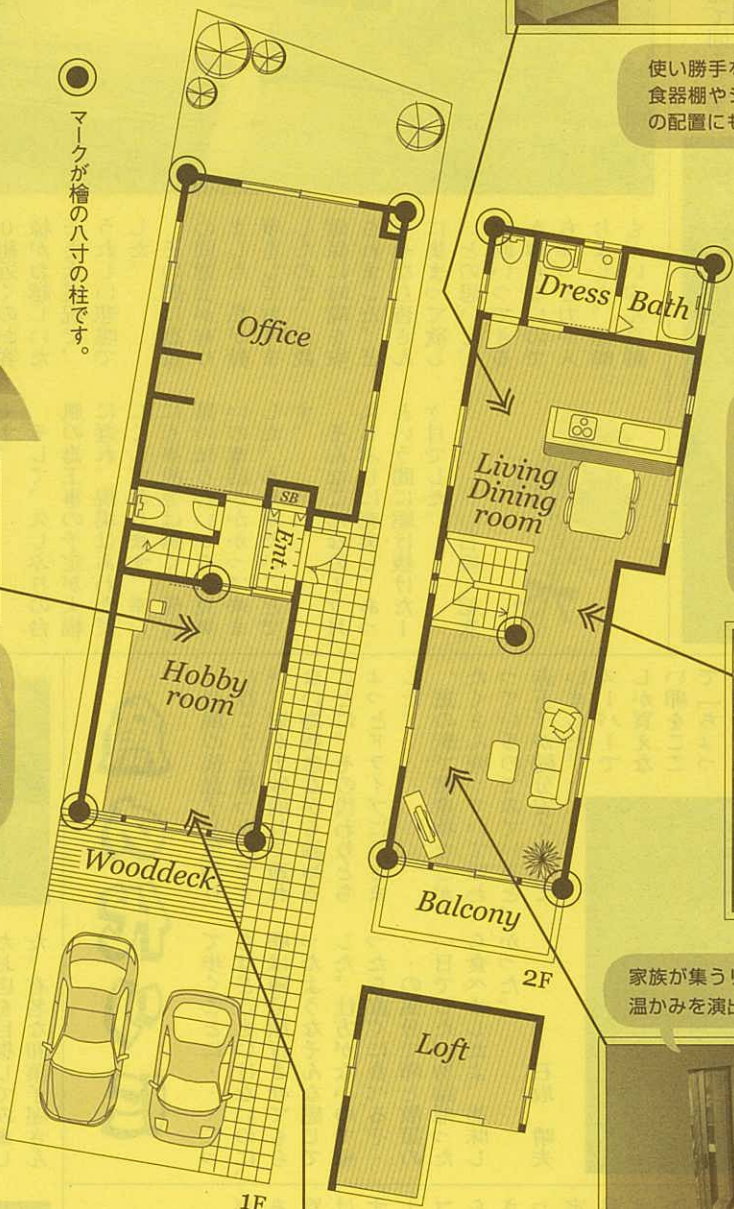 マークが檜の八寸の柱です。
使い勝手を
食器棚や
の配置にも
Office
SB
Ent.
Hobby
room
Wooddeck
1F
Dress
Bath
Living
Dining
room
Balcony
2F
Loft
家族が集うリ
温かみを演出